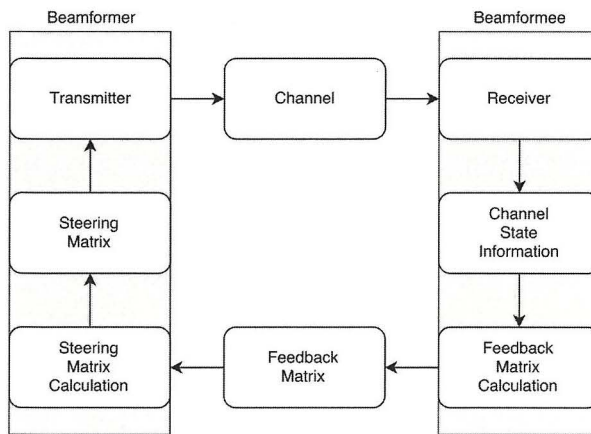 Beamformer
Beamformee
Transmitter
Channel
Receiver
Steering
Matrix
Channel
State
Information
Steering
Matrix
Calculation
Feedback
Matrix
Feedback
Matrix
Calculation